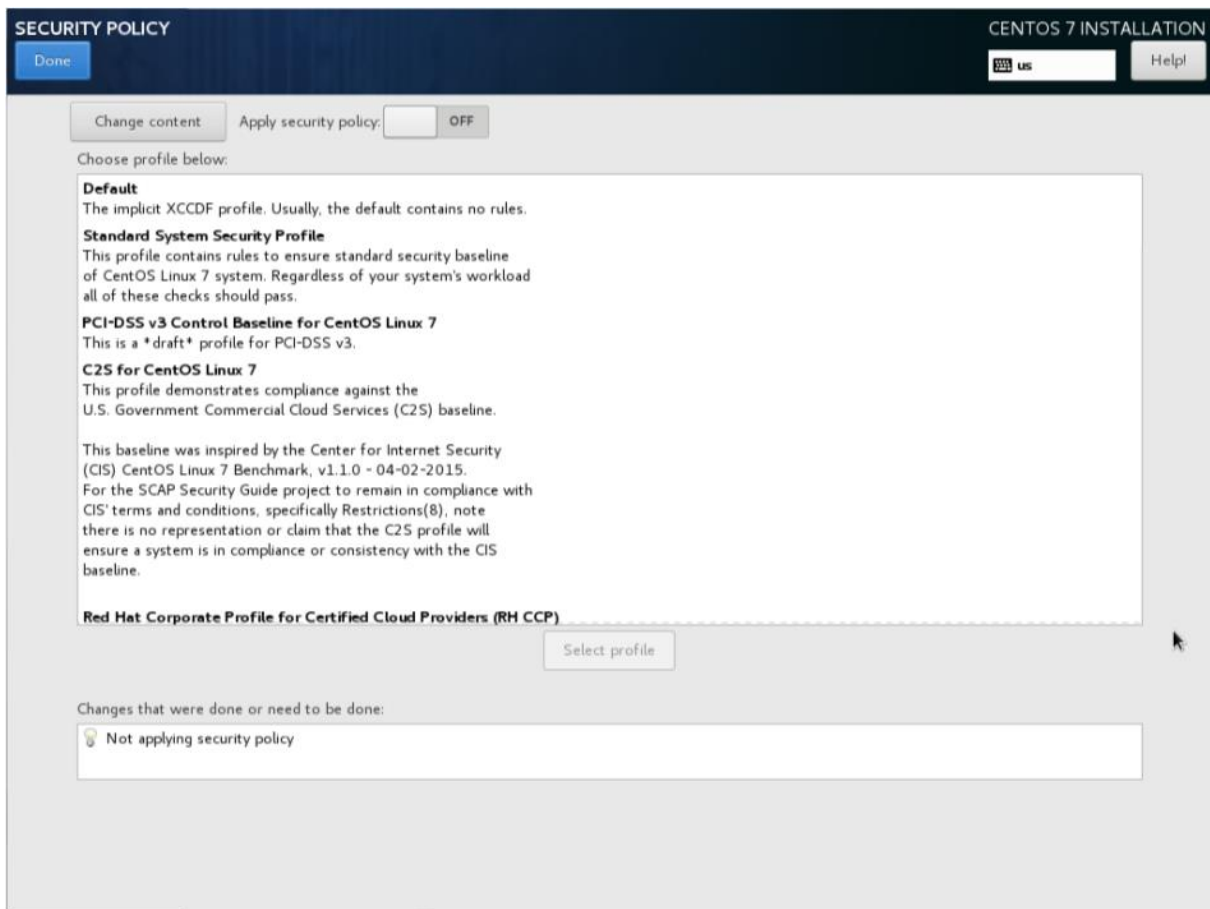 SECURITY POLICY
CENTOS 7 INSTALLATION
Done
us
Help!
Change content
Apply security policy:
OFF
Choose profile below:
Default
The implicit XCCDF profile. Usually, the default contains no rules.
Standard System Security Profile
This profile contains rules to ensure standard security baseline
of CentOS Linux 7 system. Regardless of your system's workload
all of these checks should pass.
PCI-DSS v3 Control Baseline for CentOS Linux 7
This is a *draft* profile for PCI-DSS v3.
C2S for CentOS Linux 7
This profile demonstrates compliance against the
U.S. Government Commercial Cloud Services (C2S) baseline.
This baseline was inspired by the Center for Internet Security
(CIS) CentOS Linux 7 Benchmark, v1.1.0 - 04-02-2015.
For the SCAP Security Guide project to remain in compliance with
CIS' terms and conditions, specifically Restrictions(8), note
there is no representation or claim that the C2S profile will
ensure a system is in compliance or consistency with the CIS
baseline.
Red Hat Corporate Profile for Certified Cloud Providers (RH CCP)
Select profile
Changes that were done or need to be done:
Not applying security policy